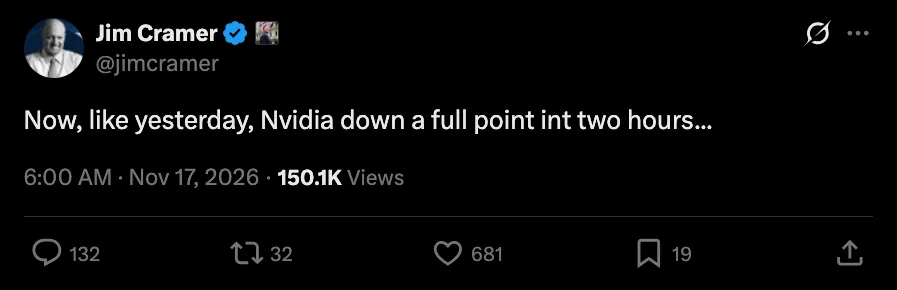 Jim Cramer
@jimcramer
Now, like yesterday, Nvidia down a full point int two hours...
6:00 AM · Nov 17, 2026 · 150.1K Views
132 32 681 19